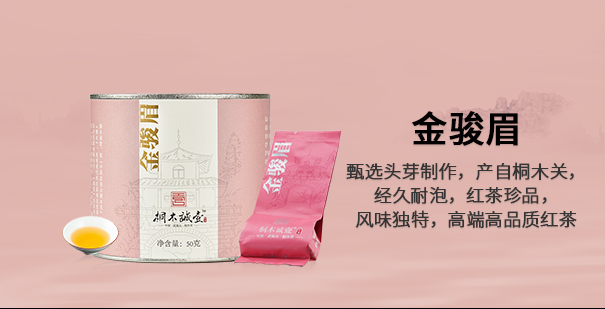 金骏眉
桐木诚壹
净含量：50克
金骏眉
桐木诚壹
金骏眉
甄选头芽制作，产自桐木关，
经久耐泡，红茶珍品，
风味独特，高端高品质红茶